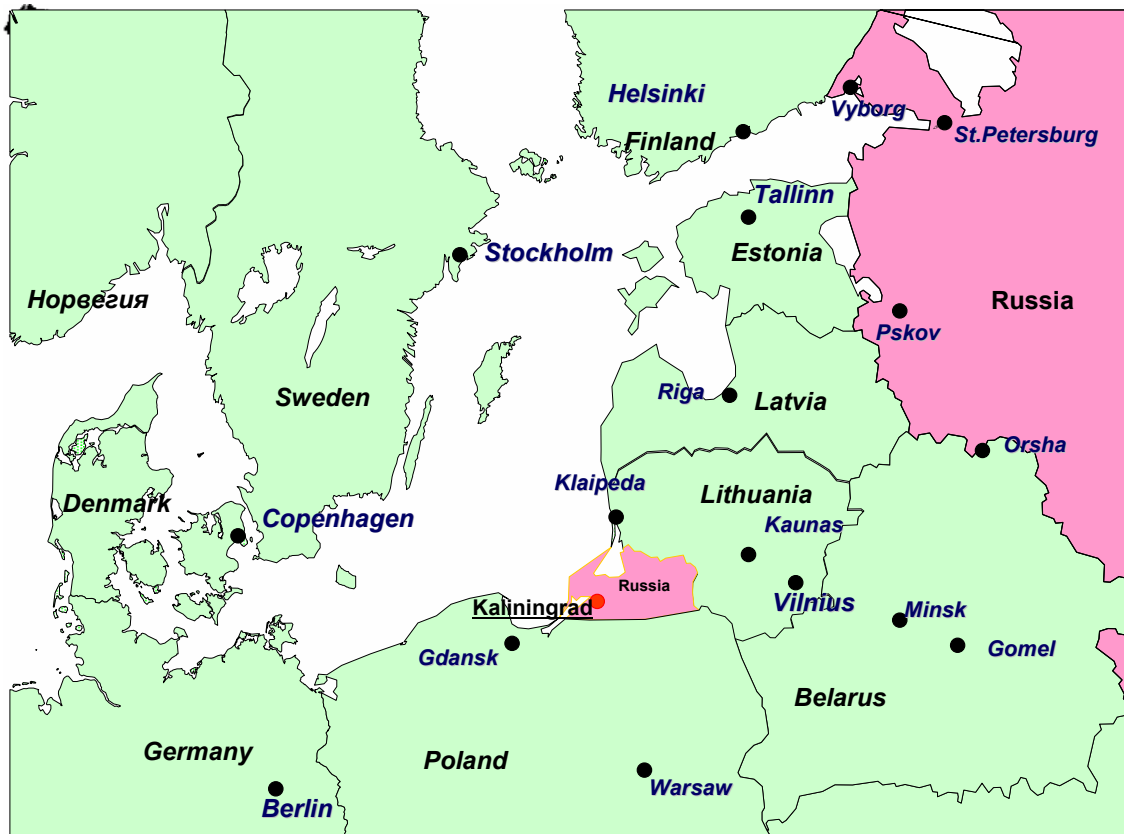 Helsinki
Finland
Vyborg
St.Petersburg
Tallinn
Estonia
Stockholm
Норвегия
Russia
Pskov
Sweden
Riga
Latvia
Orsha
Klaipeda
Lithuania
Denmark
Copenhagen
Kaunas
Russia
Kaliningrad
Vilnius
Minsk
Gdansk
Gomel
Belarus
Germany
Poland
Warsaw
Berlin